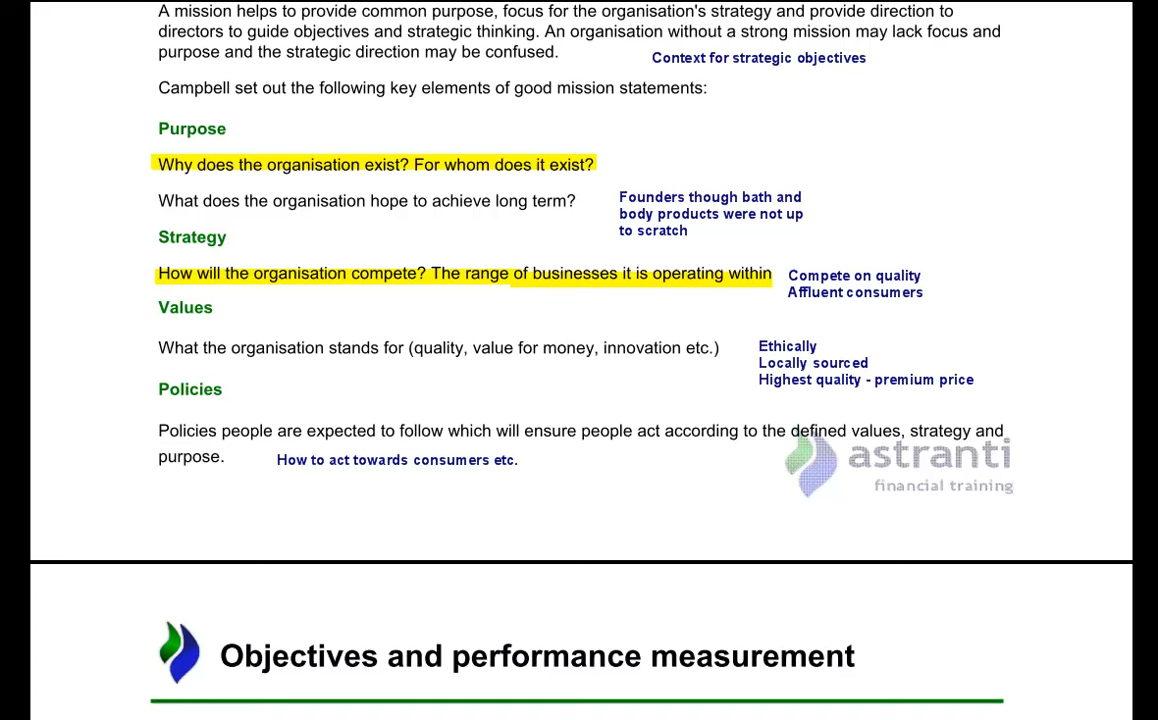 A mission helps to provide common purpose, focus for the organisation's strategy and provide direction to
directors to guide objectives and strategic thinking. An organisation without a strong mission may lack focus and
purpose and the strategic direction may be confused.
Context for strategic objectives
Campbell set out the following key elements of good mission statements:
Purpose
Why does the organisation exist? For whom does it exist?
What does the organisation hope to achieve long term?
Founders though bath and
body products were not up
to scratch
Strategy
How will the organisation compete? The range of businesses it is operating within
Compete on quality
Affluent consumers
Values
What the organisation stands for (quality, value for money, innovation etc.)
Ethically
Locally sourced
Highest quality - premium price
Policies
Policies people are expected to follow which will ensure people act according to the defined values, strategy and
purpose.
How to act towards consumers etc.
astranti
financial training
Objectives and performance measurement